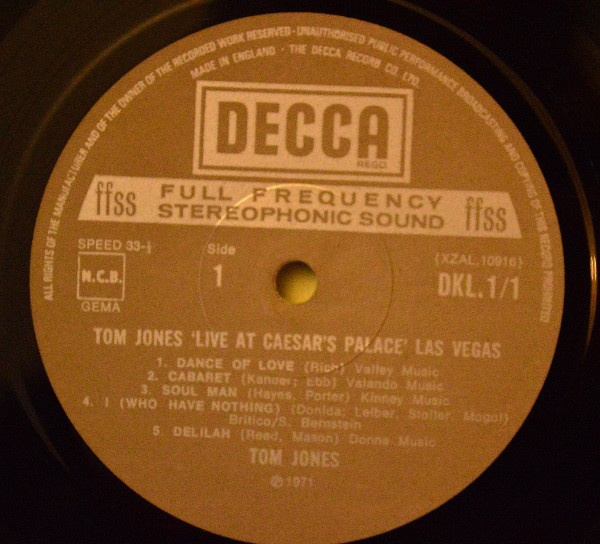 ALL RIGHTS OF THE MANUFACTURER AND OF THE OWNER OF THE RECORDED WORK RESERVED · UNAUTHORISED PUBLIC PERFORMANCE BROADCASTING AND COPYING OF THIS RECORD PROHIBITED
MADE IN ENGLAND · THE DECCA RECORD CO. LTD.
DECCA
REGD.
ffss FULL FREQUENCY ffss
STEREOPHONIC SOUND
SPEED 33-⅓
N.C.B.
GEMA
Side
1
(XZAL.10916)
DKL.1/1
TOM JONES 'LIVE AT CAESAR'S PALACE' LAS VEGAS
1. DANCE OF LOVE (Rich) Valley Music
2. CABARET (Kander; Ebb) Valando Music
3. SOUL MAN (Hayes, Porter) Kinney Music
4. I (WHO HAVE NOTHING) (Donida; Leiber, Stoller, Mogol)
Britico/S. Bernstein
5. DELILAH (Reed, Mason) Donna Music
TOM JONES
℗ 1971